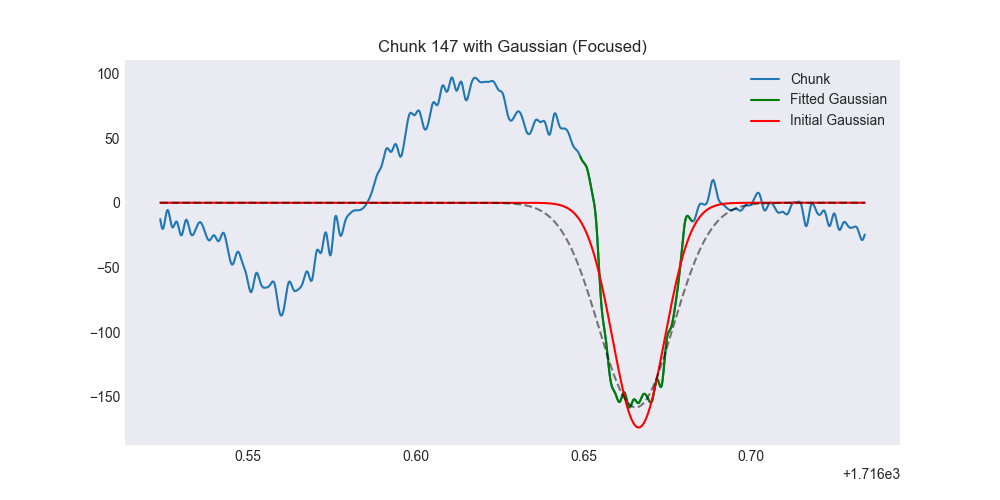 Chunk 147 with Gaussian (Focused)
100
50
0
−50
−100
−150
Chunk
Fitted Gaussian
Initial Gaussian
0.55 0.60 0.65 0.70
+1.716e3